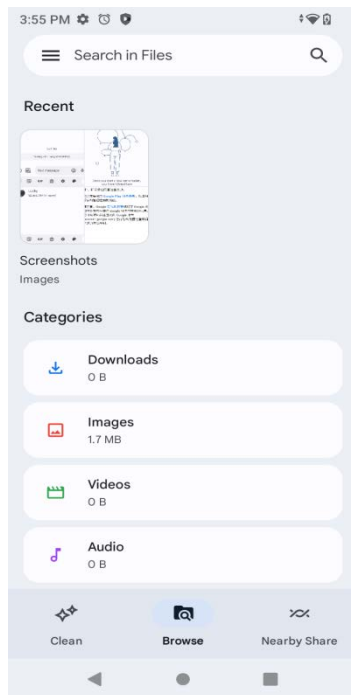 3:55 PM
Search in Files
Recent
Screenshots
Images
Categories
Downloads
0 B
Images
1.7 MB
Videos
0 B
Audio
0 B
Clean
Browse
Nearby Share